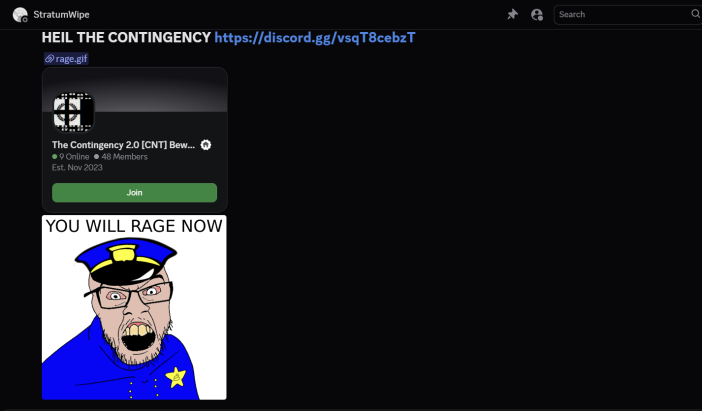 StratumWipe
Search
HEIL THE CONTINGENCY https://discord.gg/vsqT8cebzT
rage.gif
The Contingency 2.0 [CNT] Bew...
9 Online 48 Members
Est. Nov 2023
Join
YOU WILL RAGE NOW